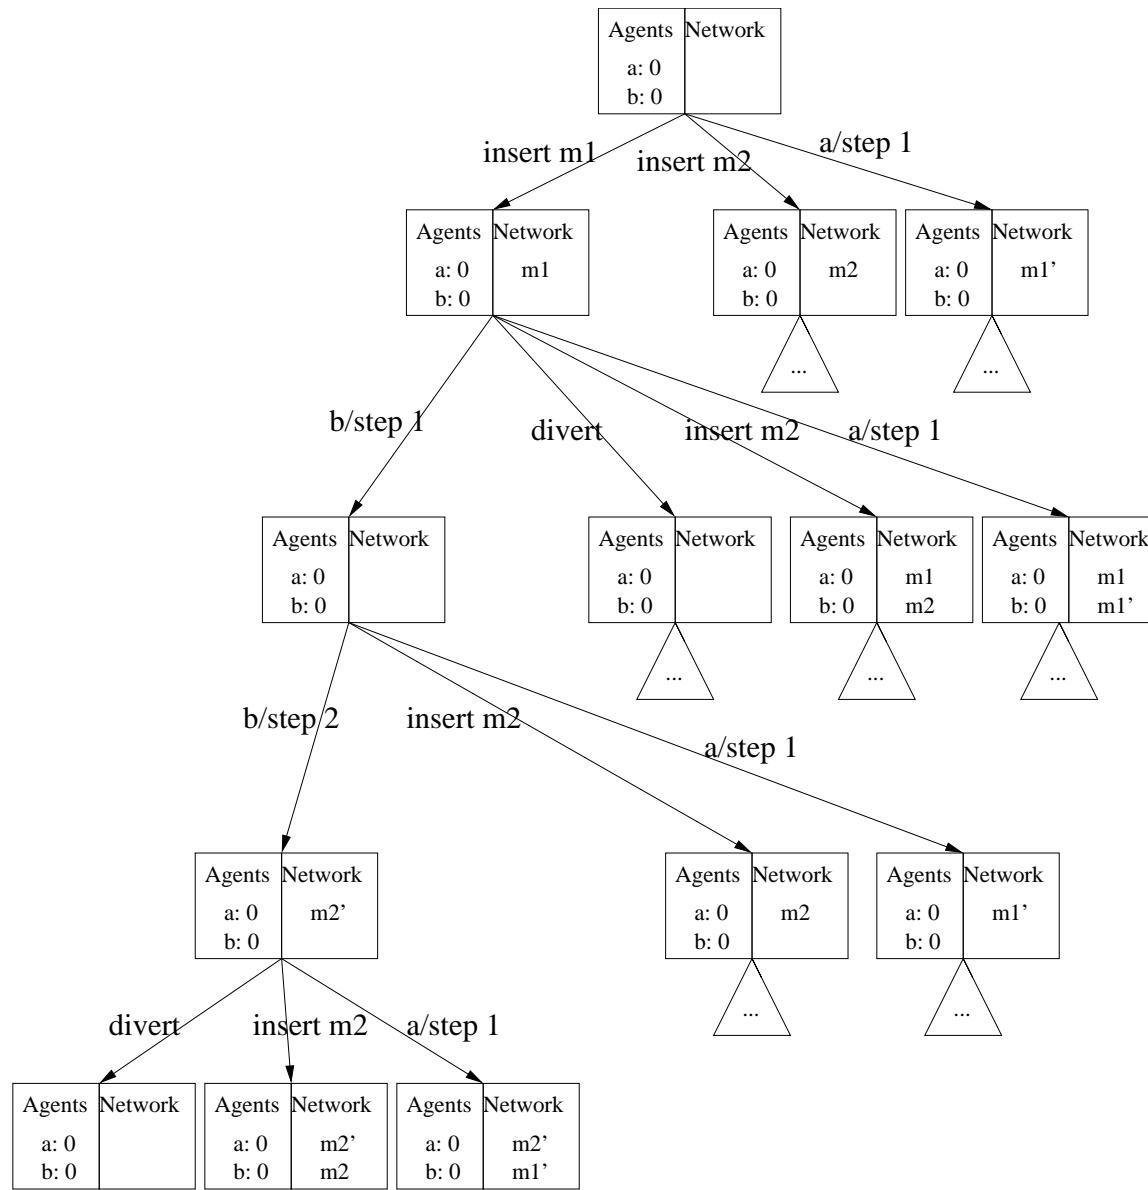 Agents Network
a: 0
b: 0
insert m1 insert m2 a/step 1
Agents Network Agents Network Agents Network
a: 0 m1 a: 0 m2 a: 0 m1’
b: 0 b: 0 b: 0
... ...
b/step 1 divert insert m2 a/step 1
Agents Network Agents Network Agents Network Agents Network
a: 0 a: 0 a: 0 m1 a: 0 m1
b: 0 b: 0 b: 0 m2 b: 0 m1’
... ... ...
b/step 2 insert m2 a/step 1
Agents Network Agents Network Agents Network
a: 0 m2’ a: 0 m2 a: 0 m1’
b: 0 b: 0 b: 0
... ...
divert insert m2 a/step 1
Agents Network Agents Network Agents Network
a: 0 a: 0 m2’ a: 0 m2’
b: 0 b: 0 m2 b: 0 m1’